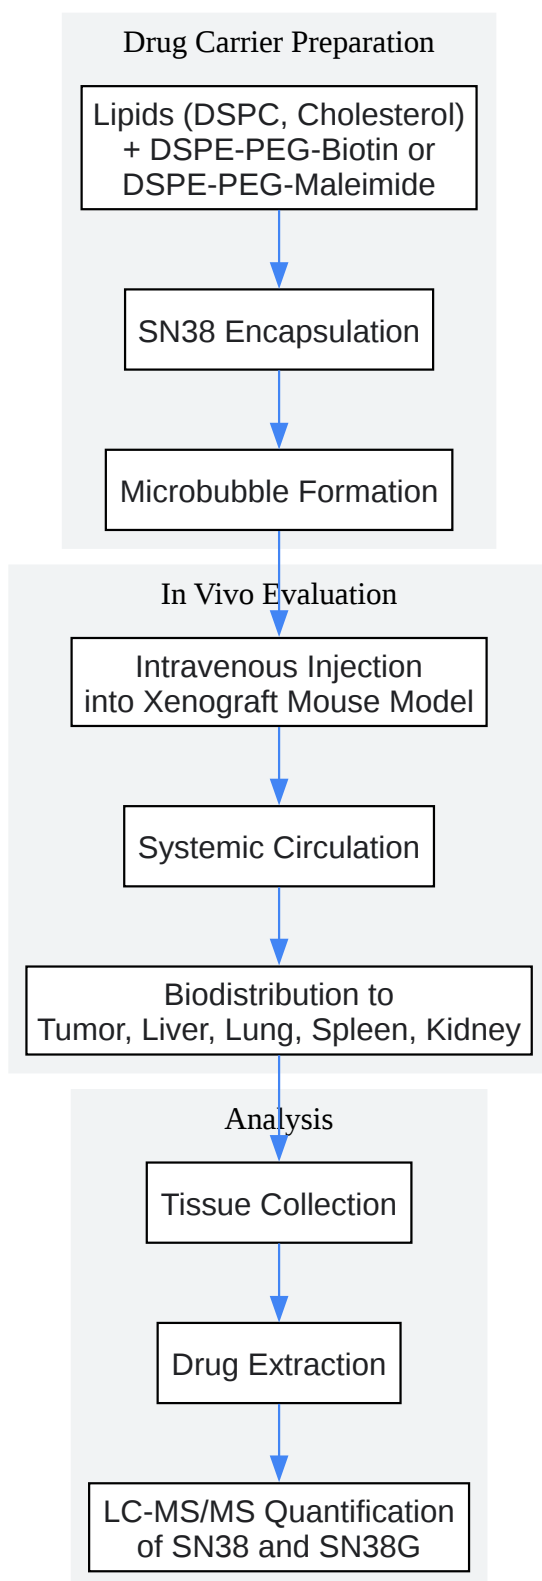 Drug Carrier Preparation
Lipids (DSPC, Cholesterol)
+ DSPE-PEG-Biotin or
DSPE-PEG-Maleimide
SN38 Encapsulation
Microbubble Formation
In Vivo Evaluation
Intravenous Injection
into Xenograft Mouse Model
Systemic Circulation
Biodistribution to
Tumor, Liver, Lung, Spleen, Kidney
Analysis
Tissue Collection
Drug Extraction
LC-MS/MS Quantification
of SN38 and SN38G